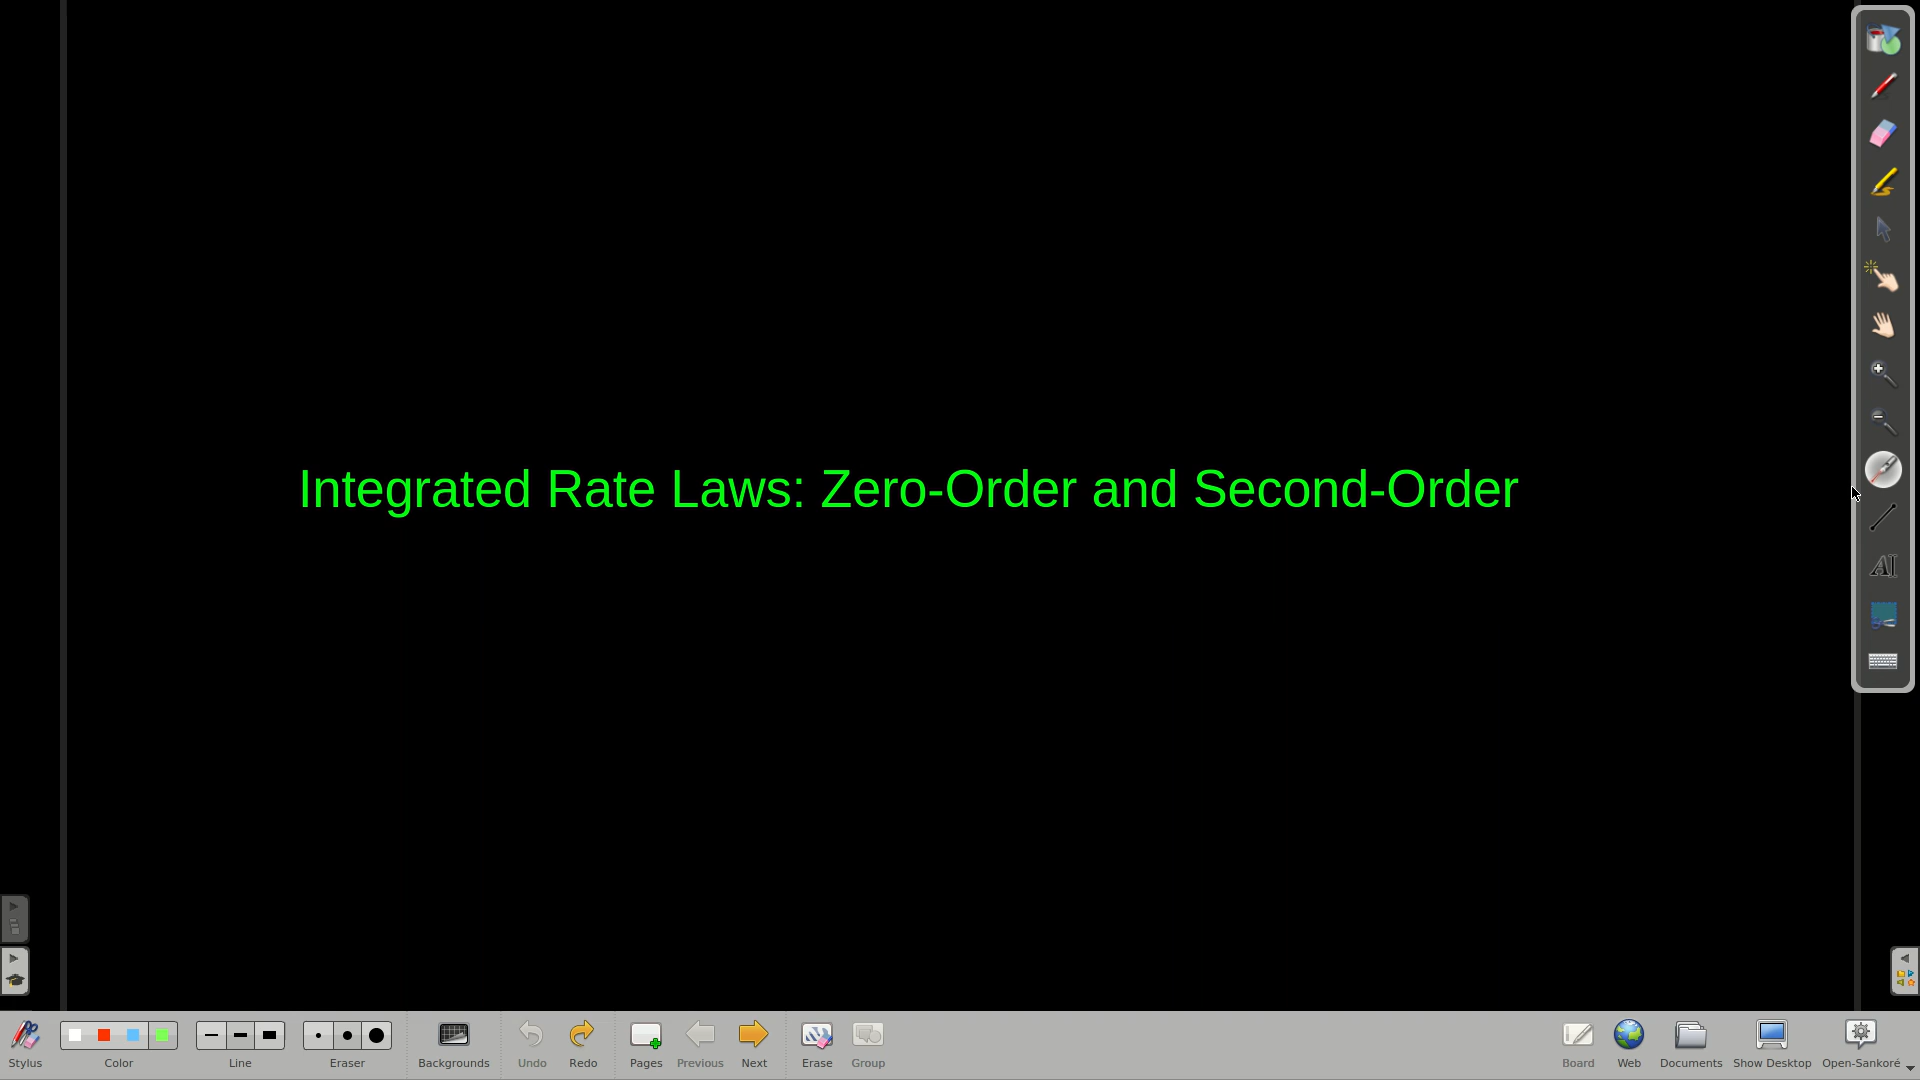 Integrated Rate Laws: Zero-Order and Second-Order
AI
Stylus
Color
Line
Eraser
Backgrounds
Undo
Redo
Pages
Previous
Next
Erase
Group
Board
Web
Documents
Show Desktop
Open-Sankoré